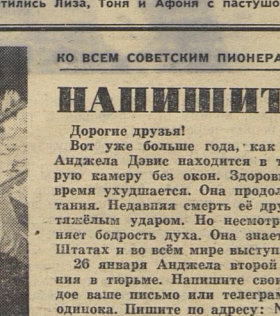 тились Лиза, Тоня и Афоня с пастушо
КО ВСЕМ СОВЕТСКИМ ПИОНЕРА
НАПИШИТ
Дорогие друзья!
Вот уже больше года, как
Анджела Дэвис находится в т
рую камеру без окон. Здоровь
время ухудшается. Она продол
тания. Недавняя смерть её дру
тяжёлым ударом. Но несмотр
няет бодрость духа. Она знает
Штатах и во всём мире выступ
26 января Анджела второй
ния в тюрьме. Напишите свои
дое ваше письмо или телеграм
одинока. Пишите по адресу: